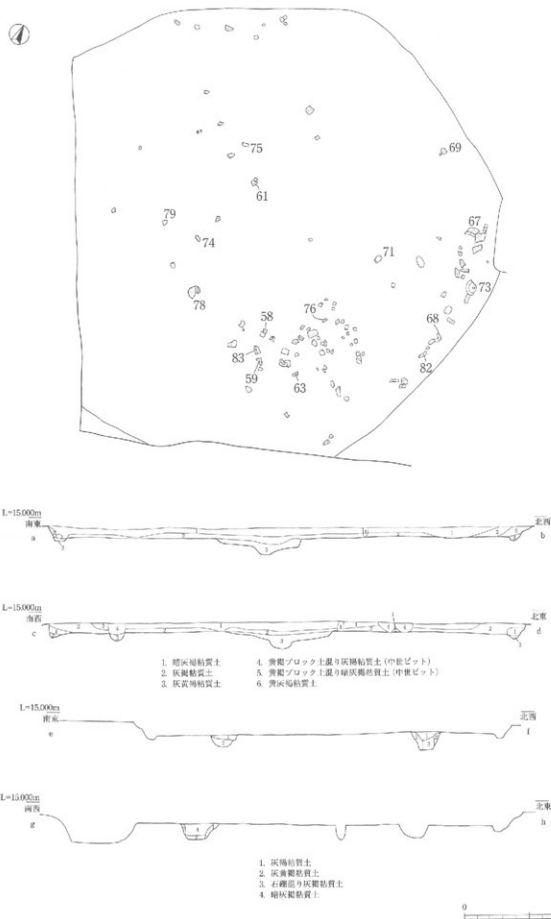 75
69
61
79
67
74
71
73
78
76
58
68
83
59
63
82
L=15.000m
南東
北西
a
b
L=15.000m
南西
北東
c
d
1. 暗灰褐粘質土
2. 灰褐粘質土
3. 灰黄褐粘質土
4. 黄褐ブロック土混り灰褐粘質土(中世ピット)
5. 黄褐ブロック土混り暗灰褐粘質土(中世ピット)
6. 黄灰褐粘質土
L=15.000m
南東
北西
e
f
L=15.000m
南西
北東
g
h
1. 灰褐粘質土
2. 灰黄褐粘質土
3. 石礫混り灰褐粘質土
4. 暗灰褐粘質土
0